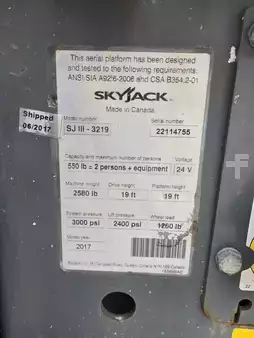 This aerial platform has been designed
and tested to the following requirements:
ANSI/SIA A92.6-2006 and CSA B354.2-01
SKYJACK
Made in Canada.
Shipped
06/2017
Model number Serial number
SJ III - 3219 22114755
Capacity and maximum number of persons Voltage
550 lb = 2 persons + equipment 24 V
Machine weight Drive height Platform height
2580 lb 19 ft 19 ft
System pressure Lift pressure Wheel load
3000 psi 2400 psi 1250 lb
Model year
2017